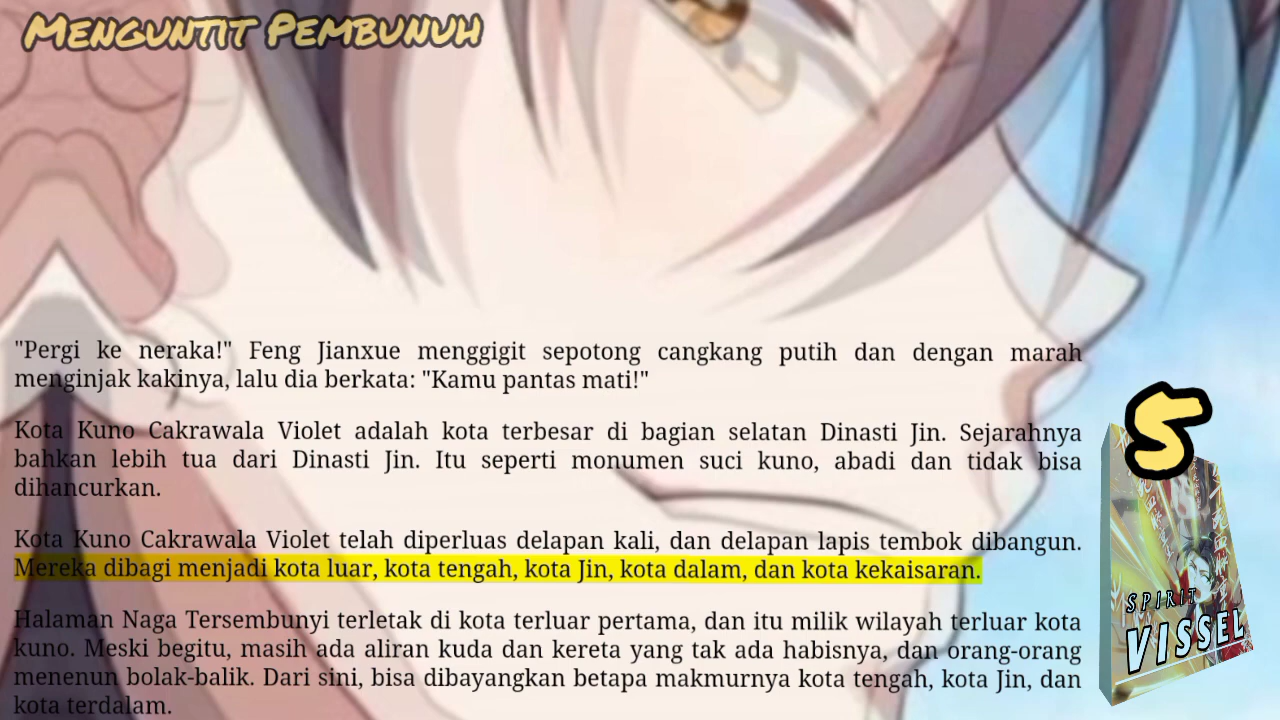 Menguntit Pembunuh
"Pergi ke neraka!" Feng Jianxue menggigit sepotong cangkang putih dan dengan marah
menginjak kakinya, lalu dia berkata: "Kamu pantas mati!"
Kota Kuno Cakrawala Violet adalah kota terbesar di bagian selatan Dinasti Jin. Sejarahnya
bahkan lebih tua dari Dinasti Jin. Itu seperti monumen suci kuno, abadi dan tidak bisa
dihancurkan.
Kota Kuno Cakrawala Violet telah diperluas delapan kali, dan delapan lapis tembok dibangun.
Mereka dibagi menjadi kota luar, kota tengah, kota Jin, kota dalam, dan kota kekaisaran.
Halaman Naga Tersembunyi terletak di kota terluar pertama, dan itu milik wilayah terluar kota
kuno. Meski begitu, masih ada aliran kuda dan kereta yang tak ada habisnya, dan orang-orang
menenun bolak-balik. Dari sini, bisa dibayangkan betapa makmurnya kota tengah, kota Jin, dan
kota terdalam.
5
SPIRIT
VISSEL